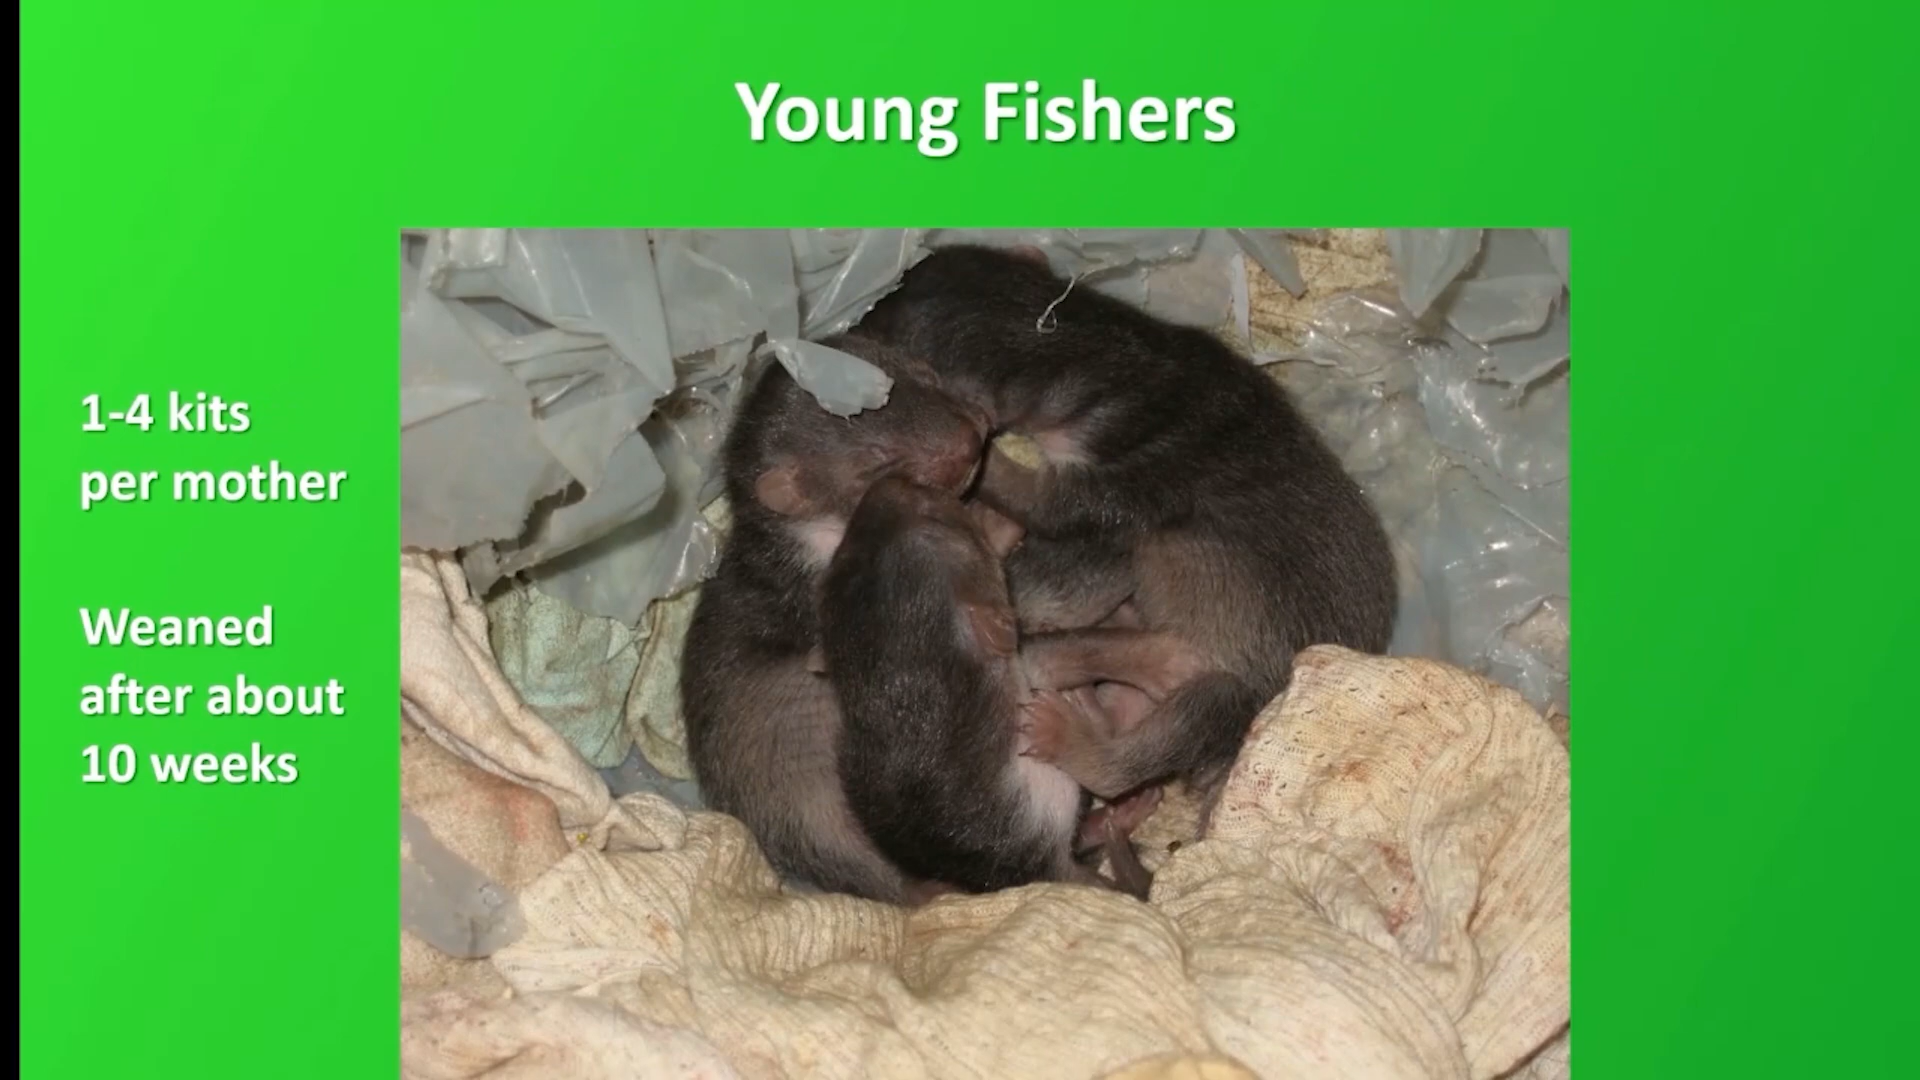 Young Fishers
1-4 kits
per mother
Weaned
after about
10 weeks